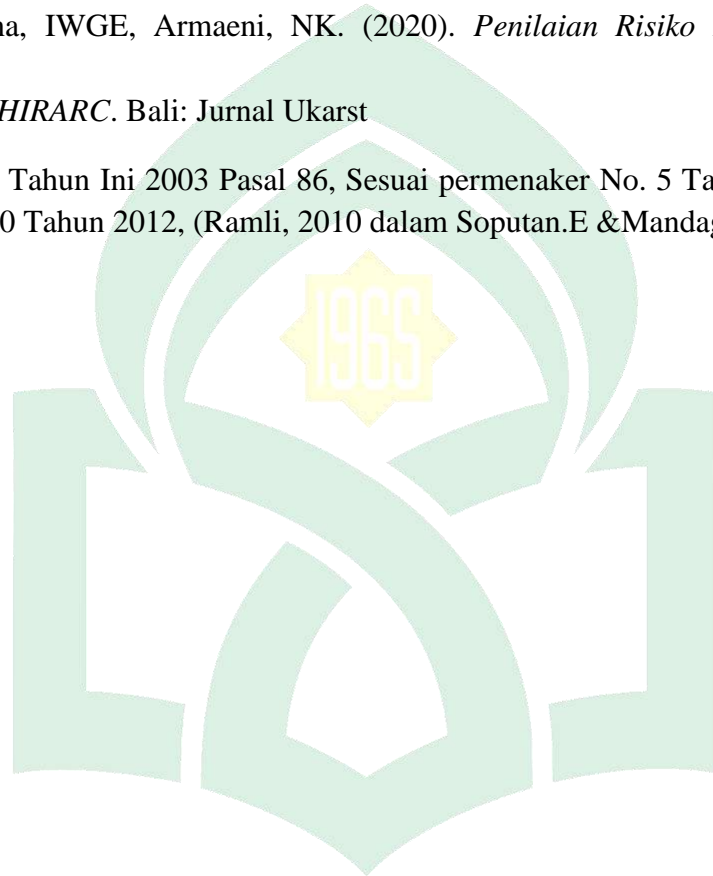 na, IWGE, Armaeni, NK. (2020). Penilaian Risiko
HIRARC. Bali: Jurnal Ukarst
Tahun Ini 2003 Pasal 86, Sesuai permenaker No. 5 Ta
0 Tahun 2012, (Ramli, 2010 dalam Soputan.E &Mandag
1965